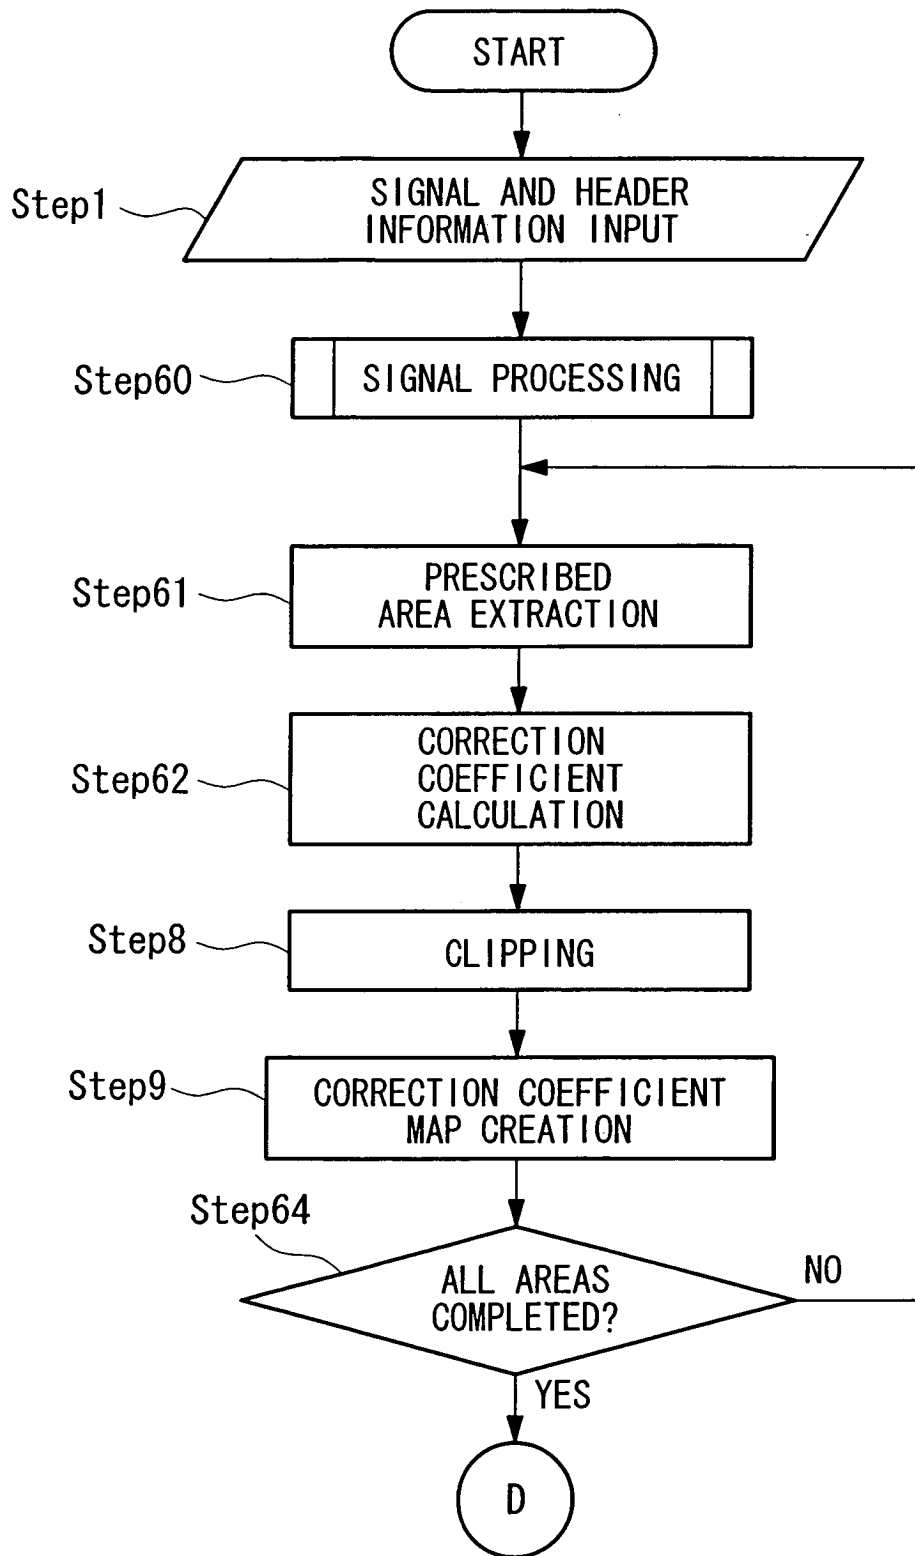 START
Step1
SIGNAL AND HEADER
INFORMATION INPUT
Step60
SIGNAL PROCESSING
Step61
PRESCRIBED
AREA EXTRACTION
Step62
CORRECTION
COEFFICIENT
CALCULATION
Step8
CLIPPING
Step9
CORRECTION COEFFICIENT
MAP CREATION
Step64
ALL AREAS
COMPLETED?
NO
YES
D